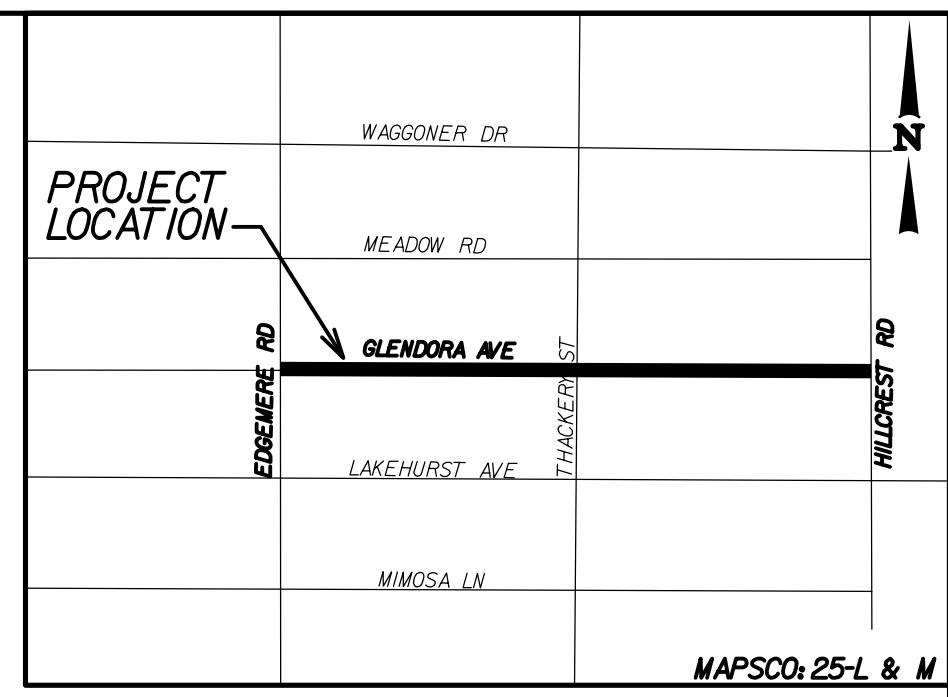 N
WAGGONER DR
PROJECT
LOCATION
MEADOW RD
GLENDORA AVE
EDGEMERE RD
THACKERY ST
HILLCREST RD
LAKEHURST AVE
MIMOSA LN
MAPSCO: 25-L & M